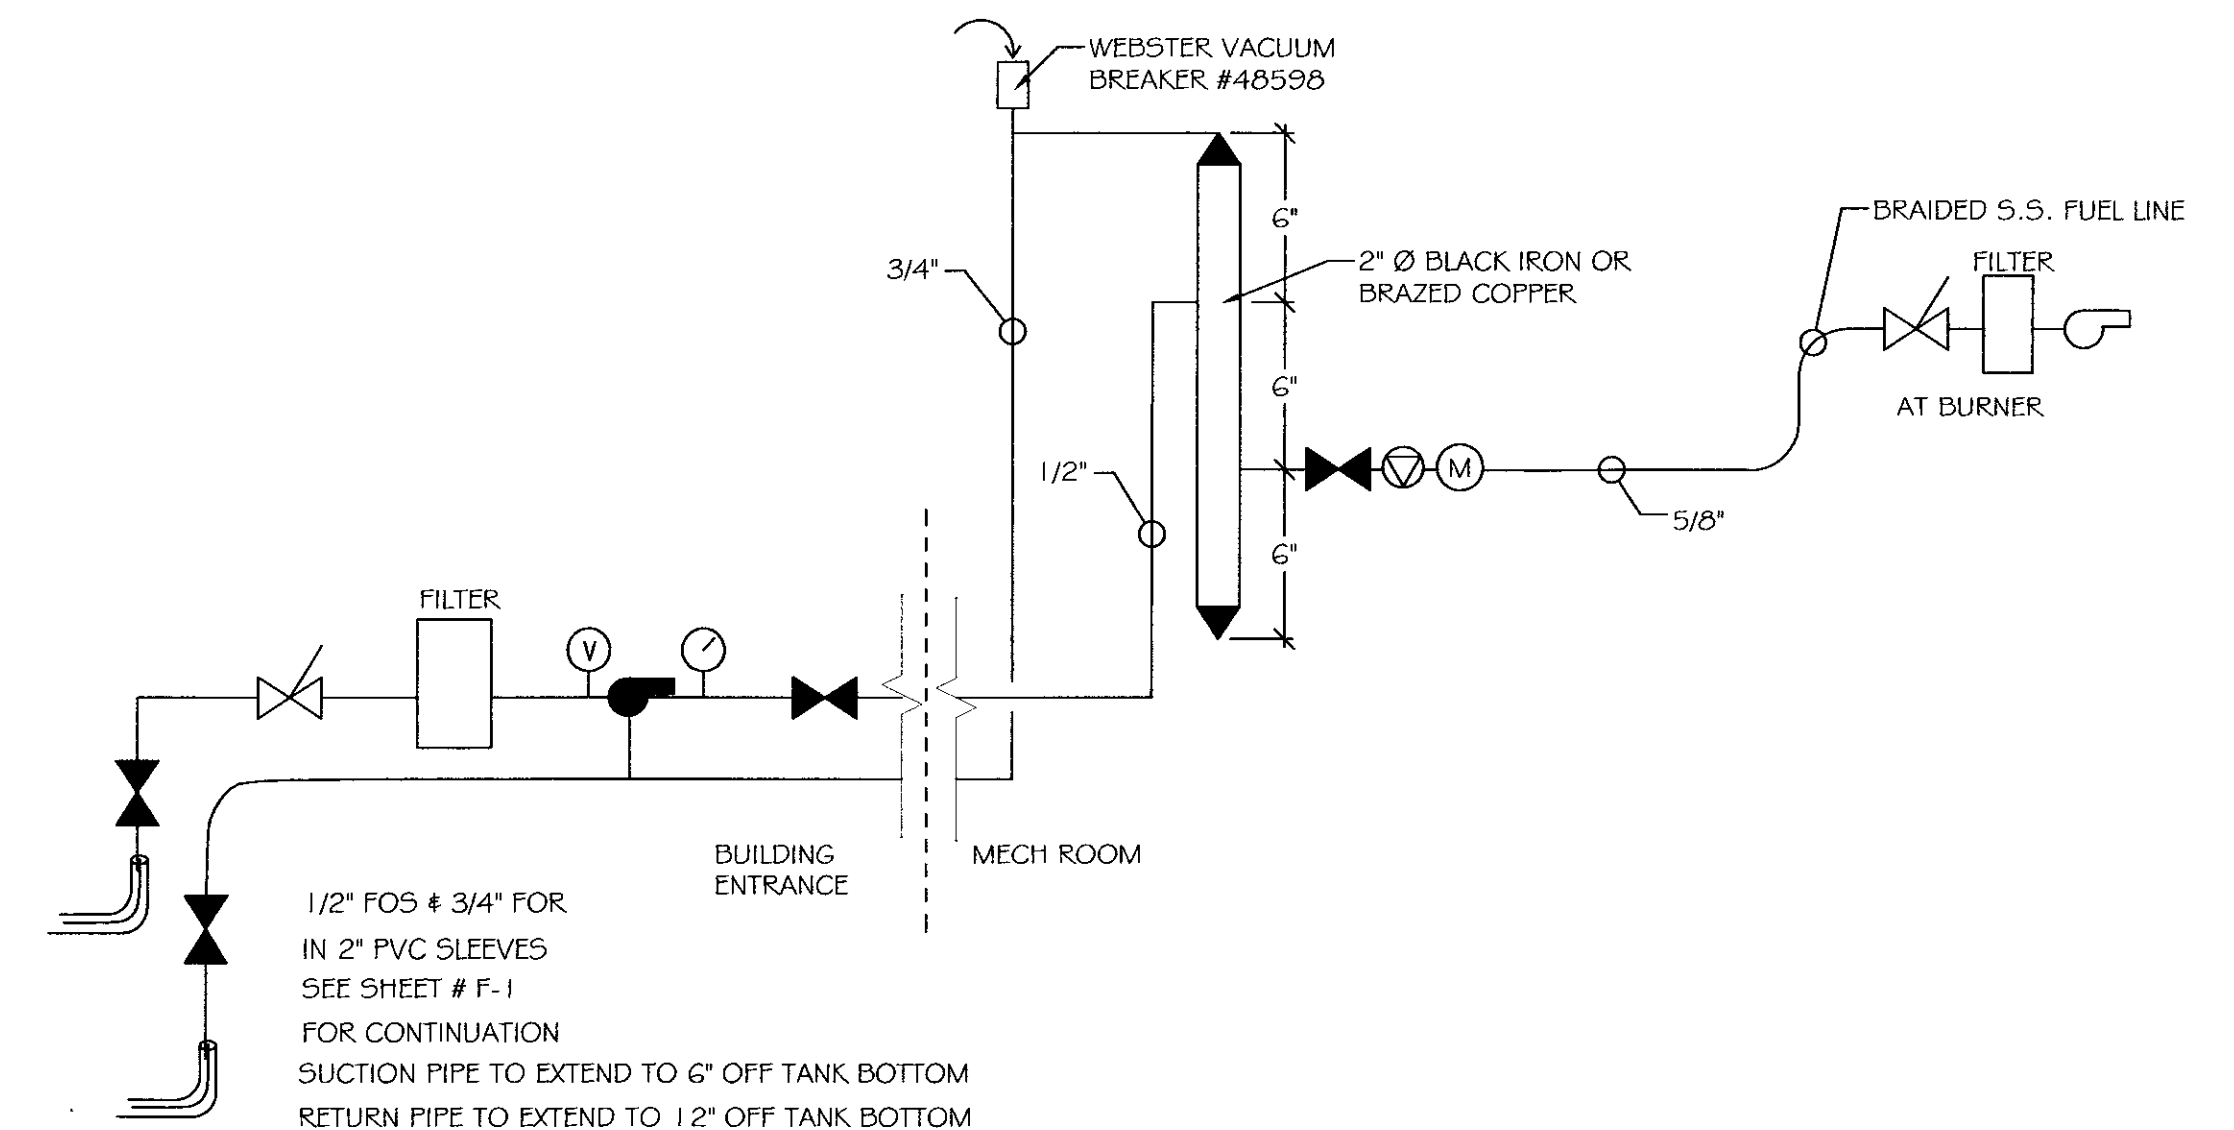 WEBSTER VACUUM
BREAKER #48598
6"
BRAIDED S.S. FUEL LINE
3/4"
2" Ø BLACK IRON OR
BRAZED COPPER
FILTER
6"
AT BURNER
1/2"
M
5/8"
6"
FILTER
V
BUILDING
ENTRANCE
MECH ROOM
1/2" FOS & 3/4" FOR
IN 2" PVC SLEEVES
SEE SHEET # F-1
FOR CONTINUATION
SUCTION PIPE TO EXTEND TO 6" OFF TANK BOTTOM
RETURN PIPE TO EXTEND TO 12" OFF TANK BOTTOM